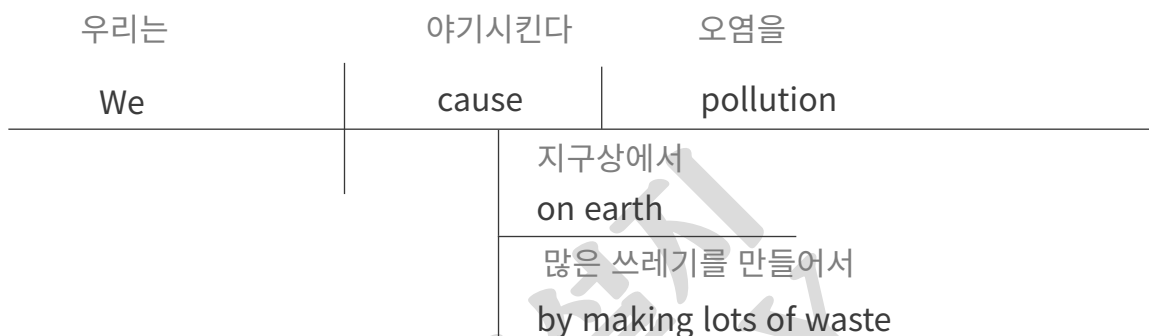 우리는 야기시킨다 오염을
We cause pollution
지구상에서
on earth
많은 쓰레기를 만들어서
by making lots of waste